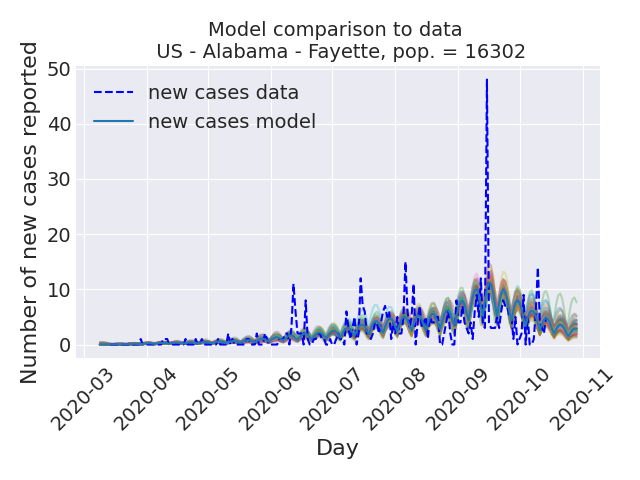 Model comparison to data
US - Alabama - Fayette, pop. = 16302
Number of new cases reported
50
40
30
20
10
0
new cases data
new cases model
2020-03
2020-04
2020-05
2020-06
2020-07
2020-08
2020-09
2020-10
2020-11
Day